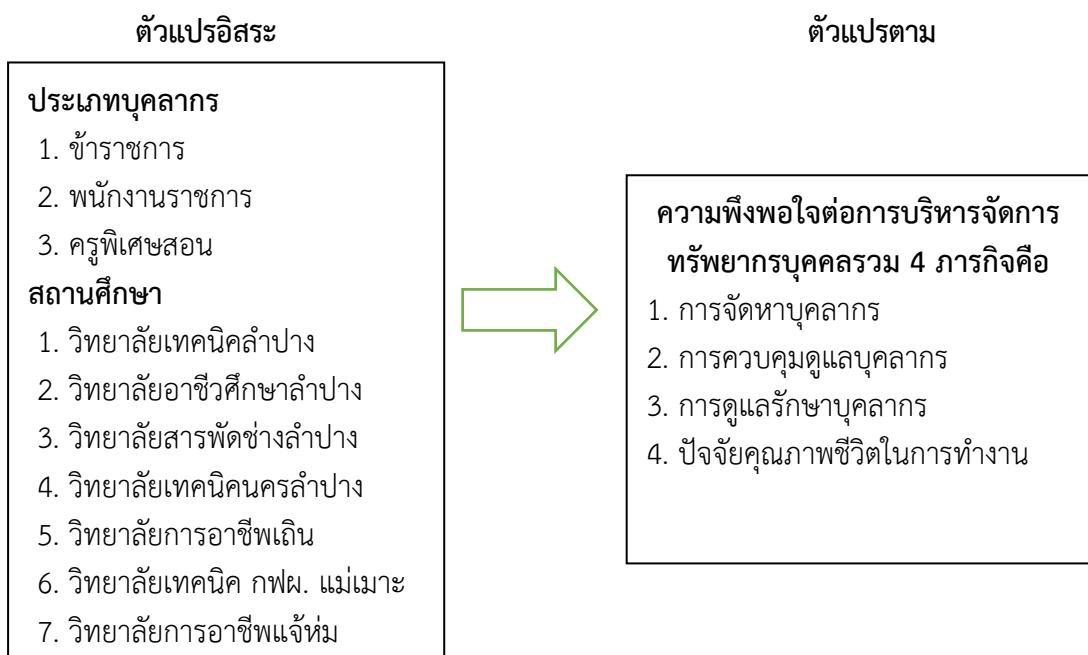 ตัวแปรอิสระ
ประเภทบุคลากร
1. ข้าราชการ
2. พนักงานราชการ
3. ครูพิเศษสอน
สถานศึกษา
1. วิทยาลัยเทคนิคลำปาง
2. วิทยาลัยอาชีวศึกษาลำปาง
3. วิทยาลัยสารพัดช่างลำปาง
4. วิทยาลัยเทคนิคนครลำปาง
5. วิทยาลัยการอาชีพเถิน
6. วิทยาลัยเทคนิค กฟผ. แม่เมาะ
7. วิทยาลัยการอาชีพแจ้ห่ม
ตัวแปรตาม
ความพึงพอใจต่อการบริหารจัดการ
ทรัพยากรบุคคลรวม 4 ภารกิจคือ
1. การจัดหาบุคลากร
2. การควบคุมดูแลบุคลากร
3. การดูแลรักษาบุคลากร
4. ปัจจัยคุณภาพชีวิตในการทำงาน